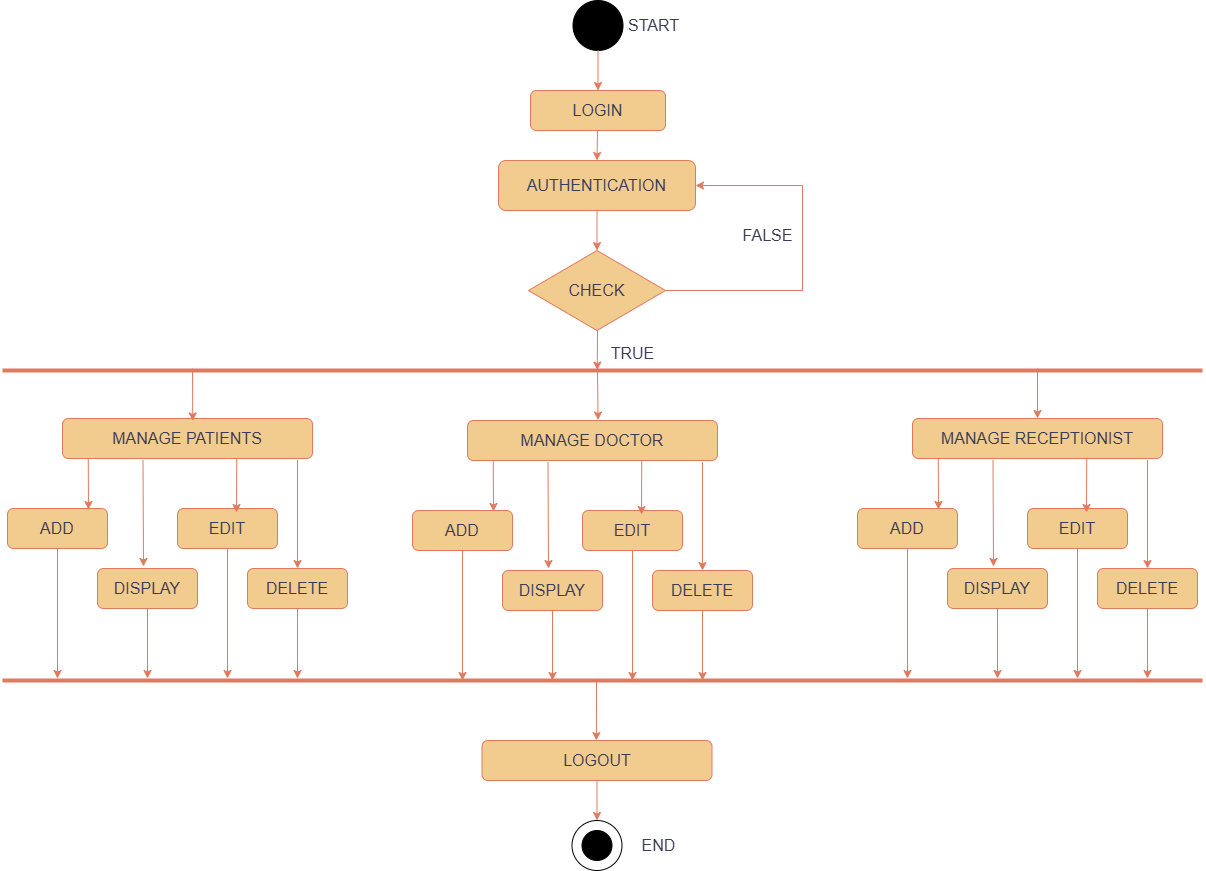 START
LOGIN
AUTHENTICATION
FALSE
CHECK
TRUE
MANAGE PATIENTS
MANAGE DOCTOR
MANAGE RECEPTIONIST
ADD
EDIT
DISPLAY
DELETE
ADD
EDIT
DISPLAY
DELETE
ADD
EDIT
DISPLAY
DELETE
LOGOUT
END